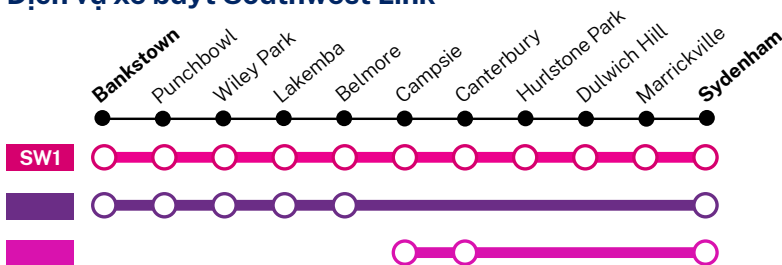 Dịch vụ xe buýt Southwest Link
Bankstown
Punchbowl
Wiley Park
Lakemba
Belmore
Campsie
Canterbury
Hurlstone Park
Dulwich Hill
Marrickville
Sydenham
SW1